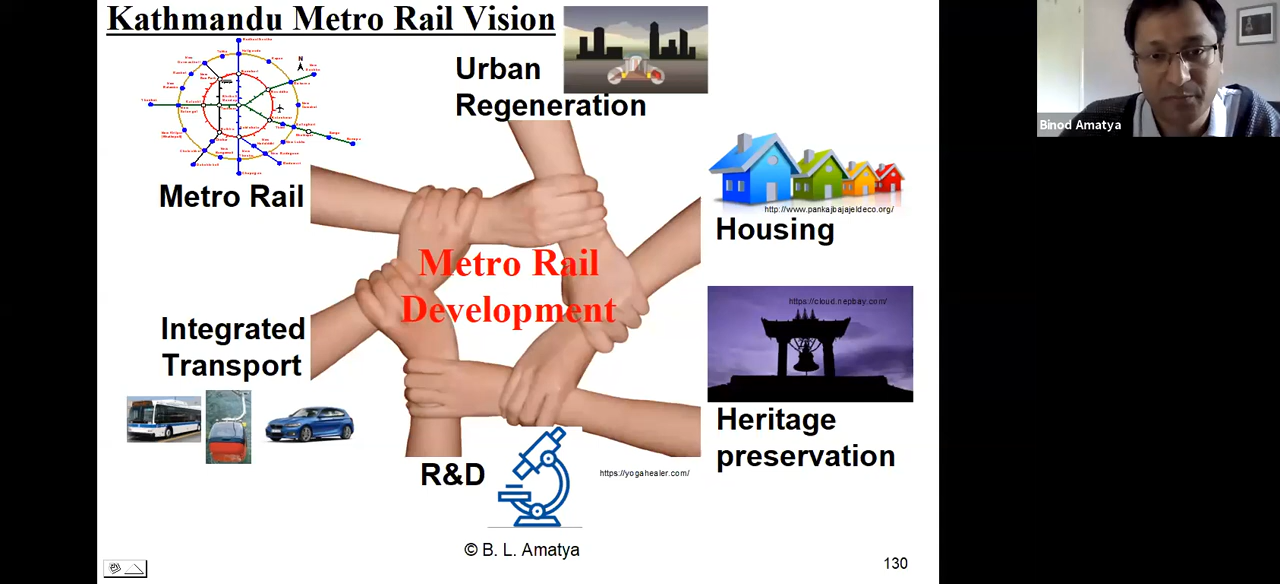 Kathmandu Metro Rail Vision
Urban
Regeneration
Binod Amatya
N
Metro Rail
http://www.pankajbajajeldeco.org/
Housing
Metro Rail
Development
https://cloud.nepbay.com/
Integrated
Transport
Heritage
preservation
R&D
https://yogahealer.com/
© B. L. Amatya
130